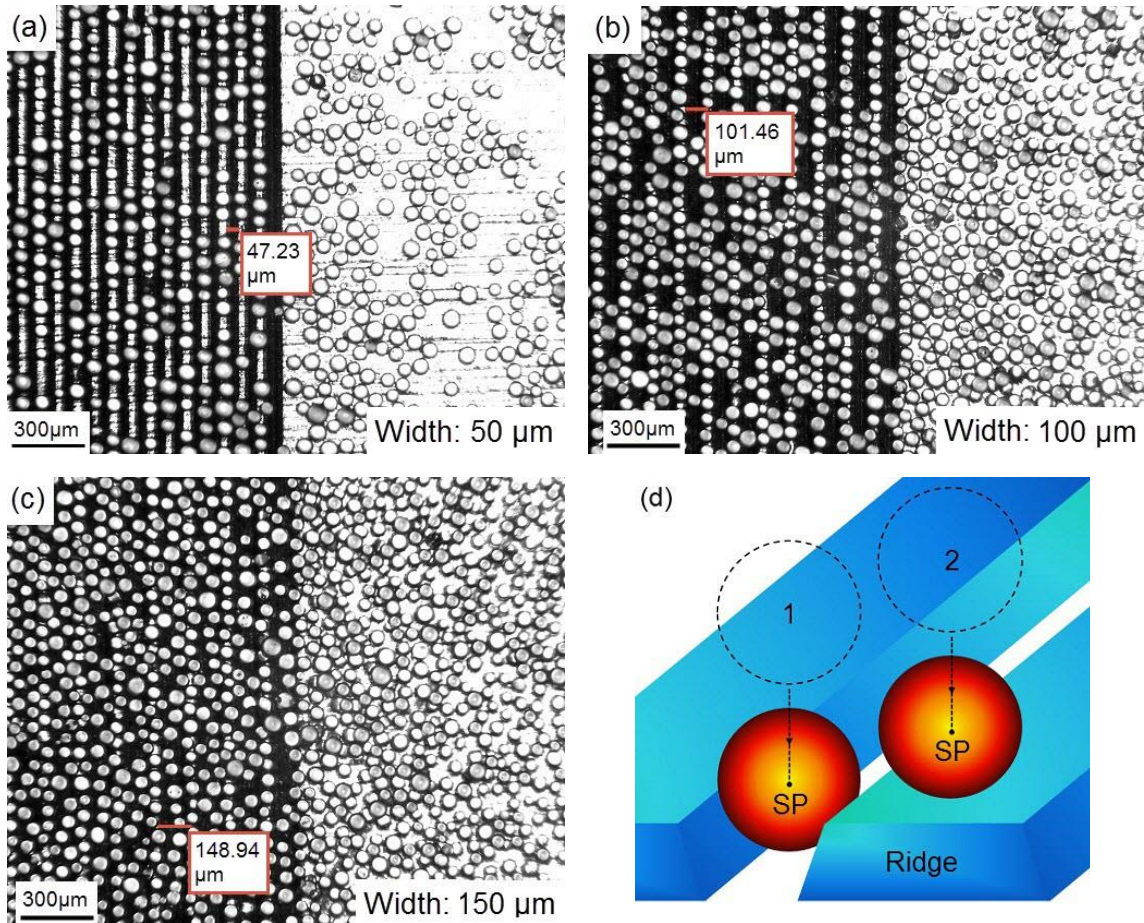 (a)
47.23
µm
300µm
Width: 50 µm
(b)
101.46
µm
300µm
Width: 100 µm
(c)
148.94
µm
300µm
Width: 150 µm
(d)
1
2
SP
SP
Ridge